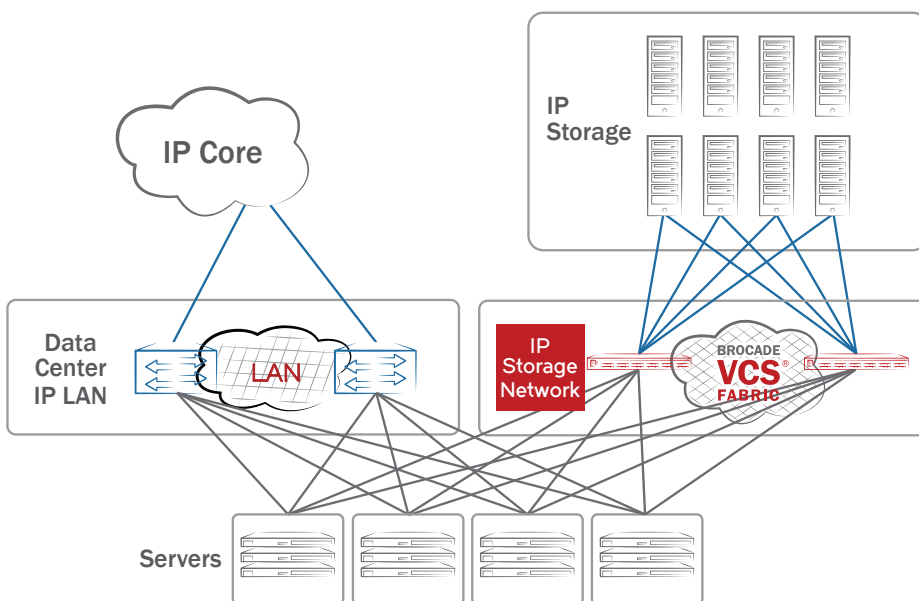 IP Core
IP
Storage
Data
Center
IP LAN
LAN
IP
Storage
Network
BROCADE
VCS®
FABRIC
Servers